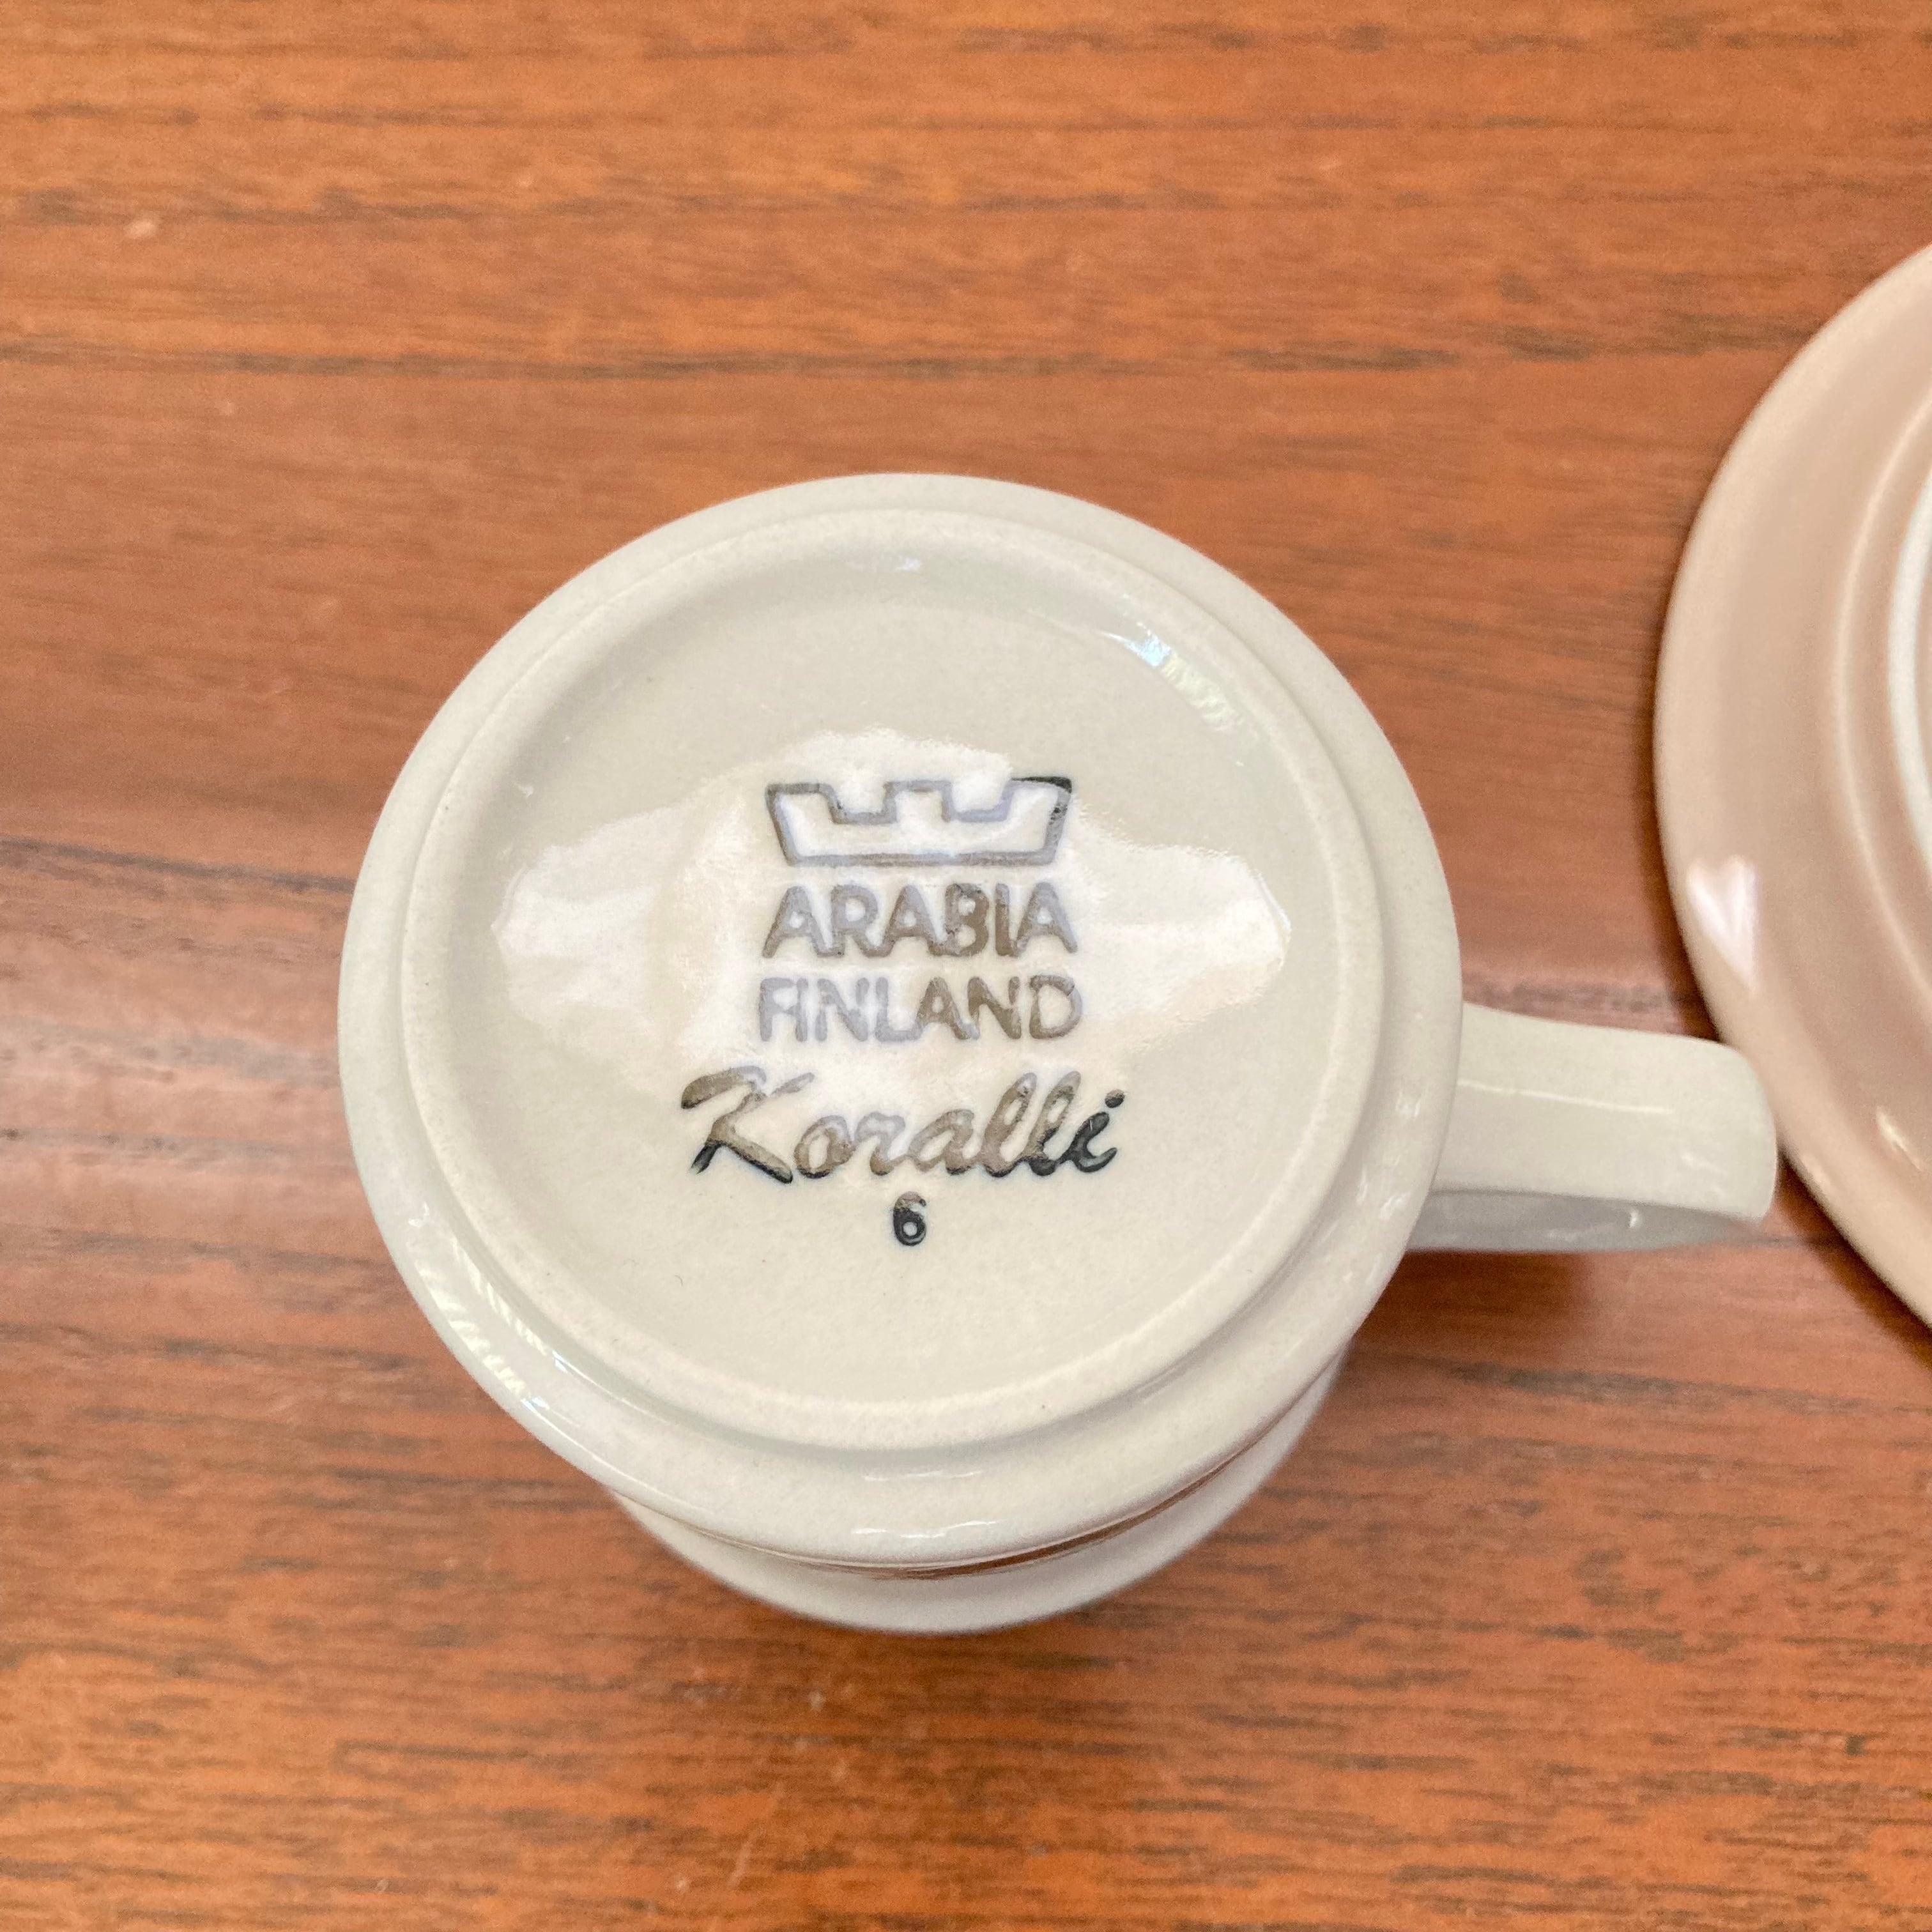 ARABIA
FINLAND
Koralli
6